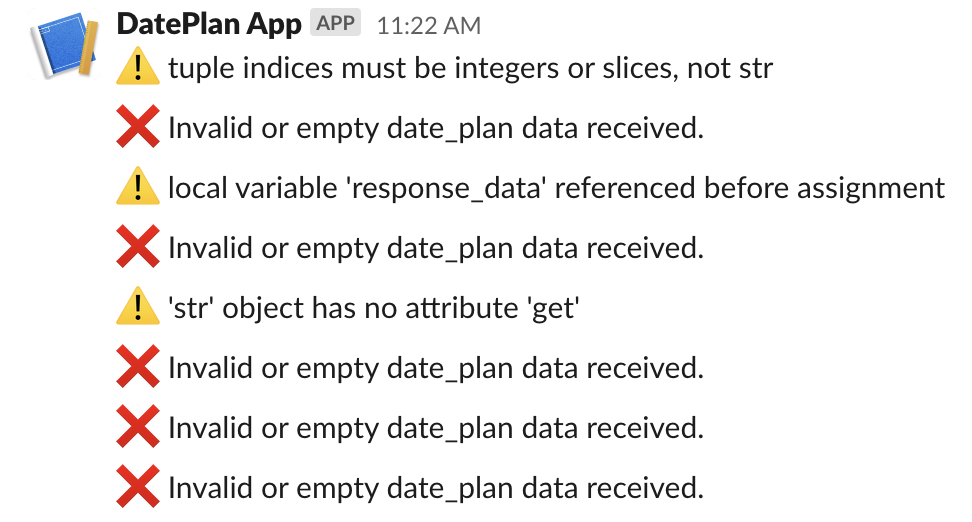 DatePlan App APP 11:22 AM
⚠️ tuple indices must be integers or slices, not str
❌ Invalid or empty date_plan data received.
⚠️ local variable 'response_data' referenced before assignment
❌ Invalid or empty date_plan data received.
⚠️ 'str' object has no attribute 'get'
❌ Invalid or empty date_plan data received.
❌ Invalid or empty date_plan data received.
❌ Invalid or empty date_plan data received.